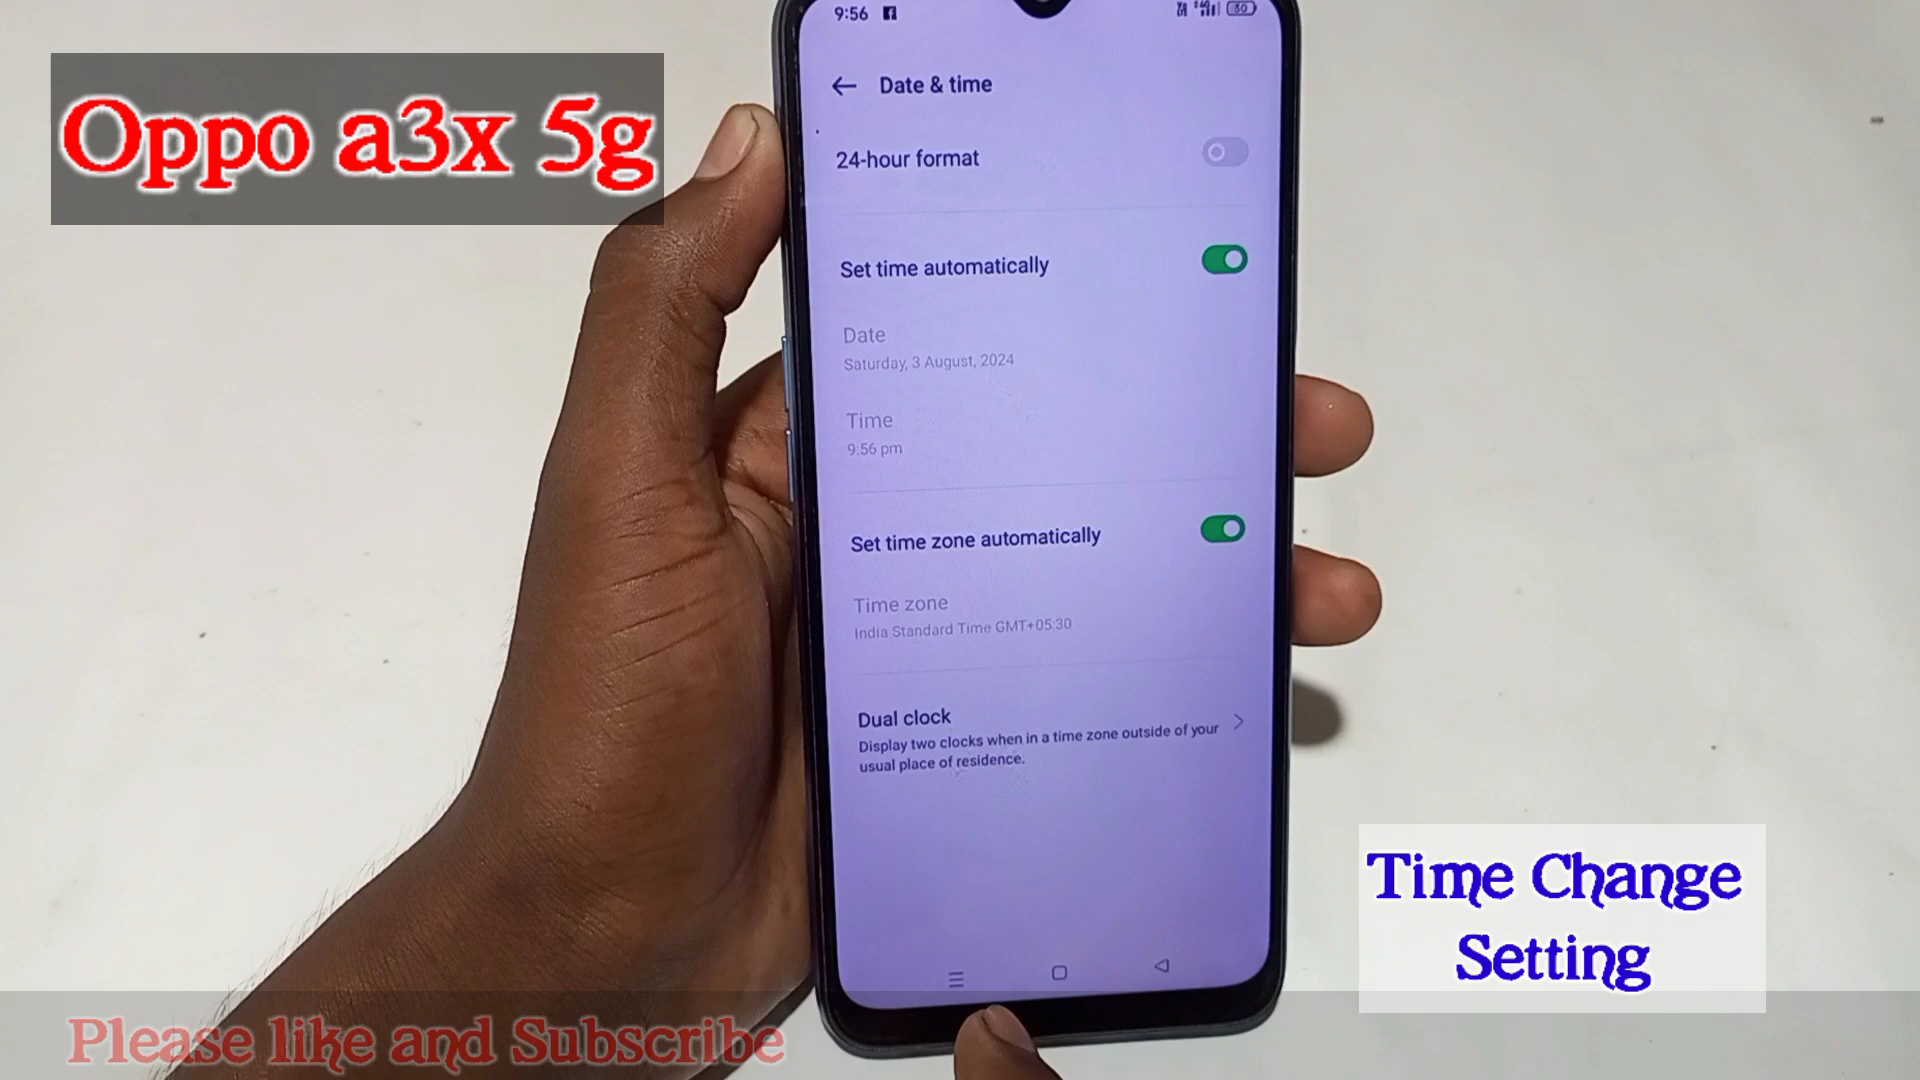 9:56
50
Oppo a3x 5g
Date & time
24-hour format
Set time automatically
Date
Saturday, 3 August, 2024
Time
9:56 pm
Set time zone automatically
Time zone
India Standard Time GMT+05:30
Dual clock
Display two clocks when in a time zone outside of your
usual place of residence.
Time Change
Setting
Please like and Subscribe